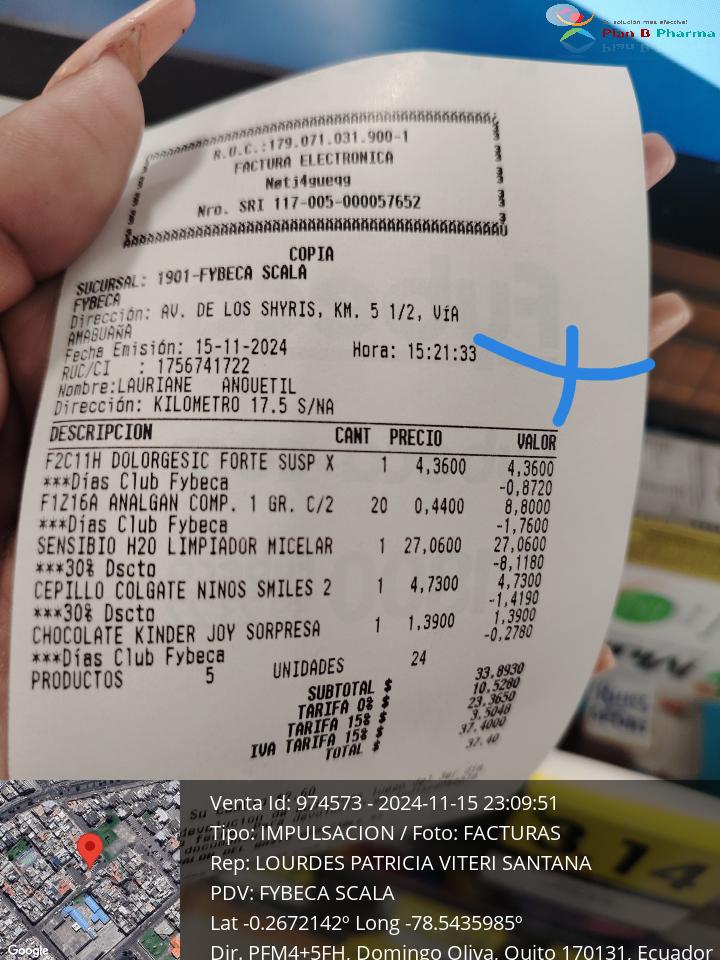 Tu solución más efectiva!
Plan B Pharma
R.U.C.:179.071.031.900-1
FACTURA ELECTRONICA
Nro. SRI 117-005-000057652
COPIA
SUCURSAL: 1901-FYBECA SCALA
FYBECA
Dirección: AV. DE LOS SHYRIS, KM. 5 1/2, VíA
AMAGUAÑA
Fecha Emisión: 15-11-2024 Hora: 15:21:33
RUC/CI : 1756741722
Nombre:LAURIANE ANQUETIL
Dirección: KILOMETRO 17.5 S/NA
DESCRIPCION CANT PRECIO VALOR
F2C11H DOLORGESIC FORTE SUSP X 1 4,3600 4,3600
***Días Club Fybeca -0,8720
F1Z16A ANALGAN COMP. 1 GR. C/2 20 0,4400 8,8000
***Días Club Fybeca -1,7600
SENSIBIO H2O LIMPIADOR MICELAR 1 27,0600 27,0600
***30% Dscto -8,1180
CEPILLO COLGATE NINOS SMILES 2 1 4,7300 4,7300
***30% Dscto -1,4190
CHOCOLATE KINDER JOY SORPRESA 1 1,3900 1,3900
***Días Club Fybeca -0,2780
PRODUCTOS 5 UNIDADES 24
SUBTOTAL $ 33.8930
TARIFA 0% $ 10.5280
TARIFA 15% $ 23.3650
IVA TARIFA 15% $ 3.5048
TOTAL $ 37.4000
37.40
3.14
Venta Id: 974573 - 2024-11-15 23:09:51
Tipo: IMPULSACION / Foto: FACTURAS
Rep: LOURDES PATRICIA VITERI SANTANA
PDV: FYBECA SCALA
Lat -0.2672142º Long -78.5435985º
Dir. PFM4+5FH, Domingo Oliva, Quito 170131, Ecuador
Google